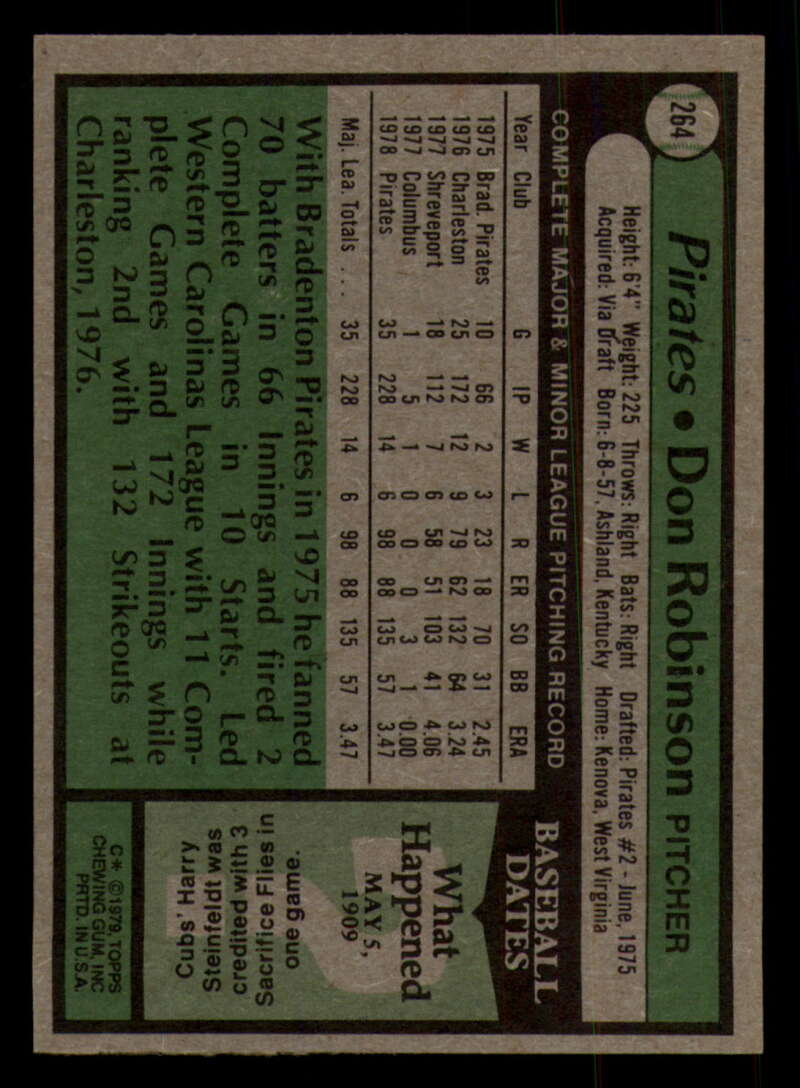 264
Pirates • Don Robinson PITCHER
Height: 6'4" Weight: 225 Throws: Right Bats: Right Drafted: Pirates #2 - June, 1975
Acquired: Via Draft Born: 6-8-57, Ashland, Kentucky Home: Kenova, West Virginia
COMPLETE MAJOR & MINOR LEAGUE PITCHING RECORD
Year Club G IP W L R ER SO BB ERA
1975 Brad. Pirates 10 66 2 3 23 18 70 31 2.45
1976 Charleston 25 172 12 9 79 62 132 64 3.24
1977 Shreveport 18 112 7 6 58 51 103 41 4.06
1977 Columbus 1 5 1 0 0 0 3 1 0.00
1978 Pirates 35 228 14 6 98 88 135 57 3.47
Maj. Lea. Totals . . . 35 228 14 6 98 88 135 57 3.47
With Bradenton Pirates in 1975 he fanned
70 batters in 66 Innings and fired 2
Complete Games in 10 Starts. Led
Western Carolinas League with 11 Com-
plete Games and 172 Innings while
ranking 2nd with 132 Strikeouts at
Charleston, 1976.
BASEBALL
DATES
What
Happened
MAY 5,
1909
Cubs' Harry
Steinfeldt was
credited with 3
Sacrifice Flies in
one game.
C* ©1979, TOPPS
CHEWING GUM, INC
PRTD. IN U.S.A.